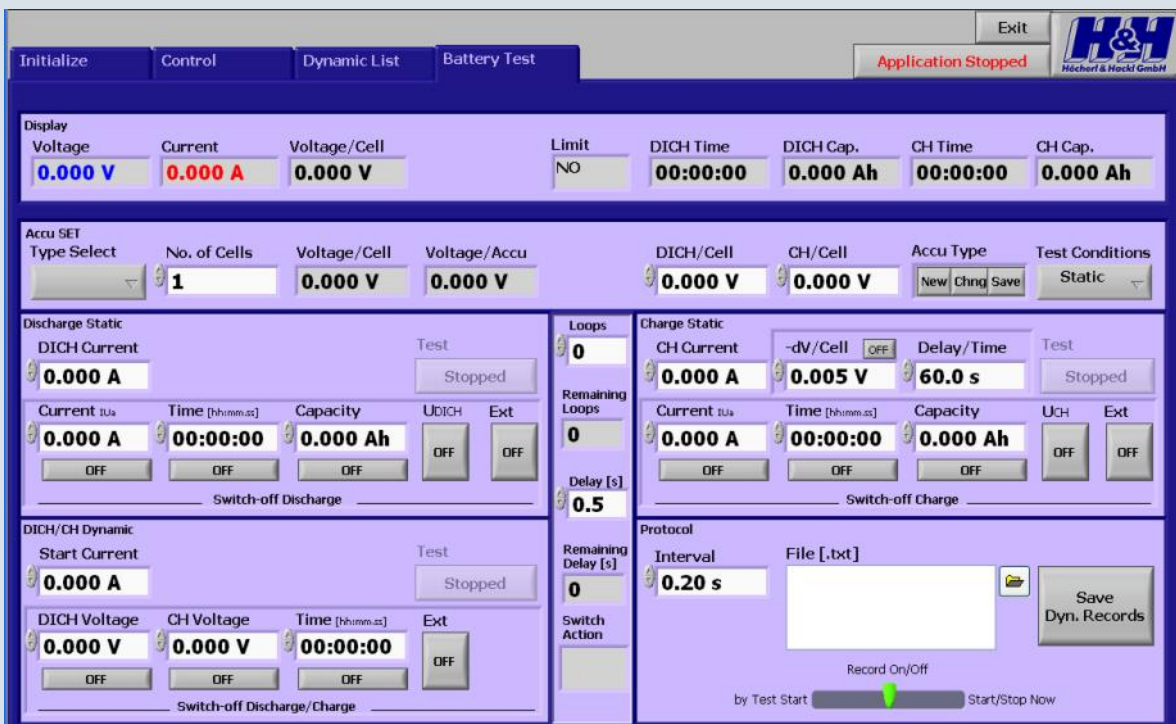 Exit
H&H
Höcherl & Hackl GmbH
Initialize Control Dynamic List Battery Test Application Stopped
Display
Voltage Current Voltage/Cell Limit DICH Time DICH Cap. CH Time CH Cap.
0.000 V 0.000 A 0.000 V NO 00:00:00 0.000 Ah 00:00:00 0.000 Ah
Accu SET
Type Select No. of Cells Voltage/Cell Voltage/Accu DICH/Cell CH/Cell Accu Type Test Conditions
1 0.000 V 0.000 V 0.000 V 0.000 V New Chng Save Static
Discharge Static
DICH Current Test
0.000 A Stopped
Current IUa Time [hh:mm.ss] Capacity UDICH Ext
0.000 A 00:00:00 0.000 Ah OFF OFF
OFF OFF OFF
Switch-off Discharge
DICH/CH Dynamic
Start Current Test
0.000 A Stopped
DICH Voltage CH Voltage Time [hh:mm.ss] Ext
0.000 V 0.000 V 00:00:00 OFF
OFF OFF OFF
Switch-off Discharge/Charge
Loops
0
Remaining
Loops
0
Delay [s]
0.5
Remaining
Delay [s]
0
Switch
Action
Charge Static
CH Current -dV/Cell OFF Delay/Time Test
0.000 A 0.005 V 60.0 s Stopped
Current IUa Time [hh:mm.ss] Capacity UCH Ext
0.000 A 00:00:00 0.000 Ah OFF OFF
OFF OFF OFF
Switch-off Charge
Protocol
Interval File [.txt]
0.20 s
Save
Dyn. Records
Record On/Off
by Test Start Start/Stop Now